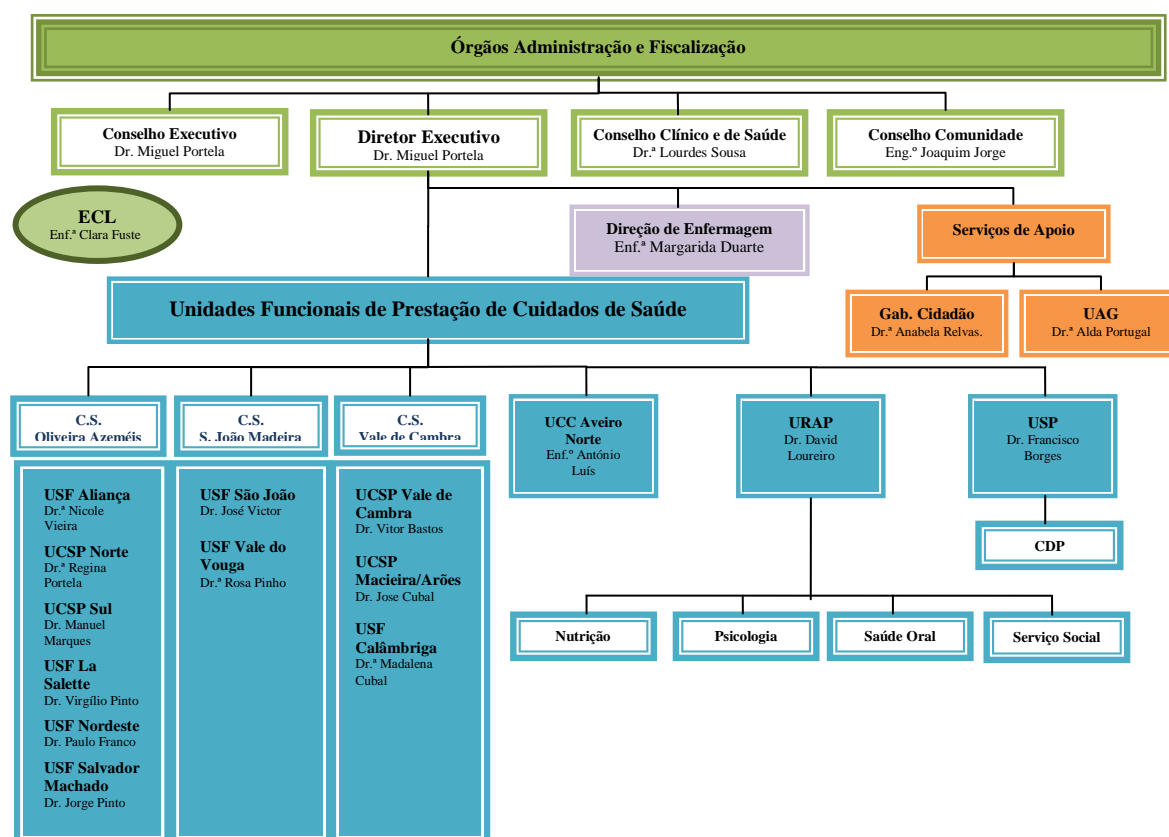 Órgãos Administração e Fiscalização
Conselho Executivo
Dr. Miguel Portela
Diretor Executivo
Dr. Miguel Portela
Conselho Clínico e de Saúde
Dr.ª Lourdes Sousa
Conselho Comunidade
Eng.º Joaquim Jorge
ECL
Enf.ª Clara Fuste
Direção de Enfermagem
Enf.ª Margarida Duarte
Serviços de Apoio
Unidades Funcionais de Prestação de Cuidados de Saúde
Gab. Cidadão
Dr.ª Anabela Relvas.
UAG
Dr.ª Alda Portugal
C.S.
Oliveira Azeméis
C.S.
S. João Madeira
C.S.
Vale de Cambra
UCC Aveiro
Norte
Enf.º António
Luís
URAP
Dr. David
Loureiro
USP
Dr. Francisco
Borges
USF Aliança
Dr.ª Nicole
Vieira
UCSP Norte
Dr.ª Regina
Portela
UCSP Sul
Dr. Manuel
Marques
USF La
Salette
Dr. Virgílio Pinto
USF Nordeste
Dr. Paulo Franco
USF Salvador
Machado
Dr. Jorge Pinto
USF São João
Dr. José Victor
USF Vale do
Vouga
Dr.ª Rosa Pinho
UCSP Vale de
Cambra
Dr. Vitor Bastos
UCSP
Macieira/Arões
Dr. Jose Cubal
USF
Calâmbriga
Dr.ª Madalena
Cubal
CDP
Nutrição
Psicologia
Saúde Oral
Serviço Social